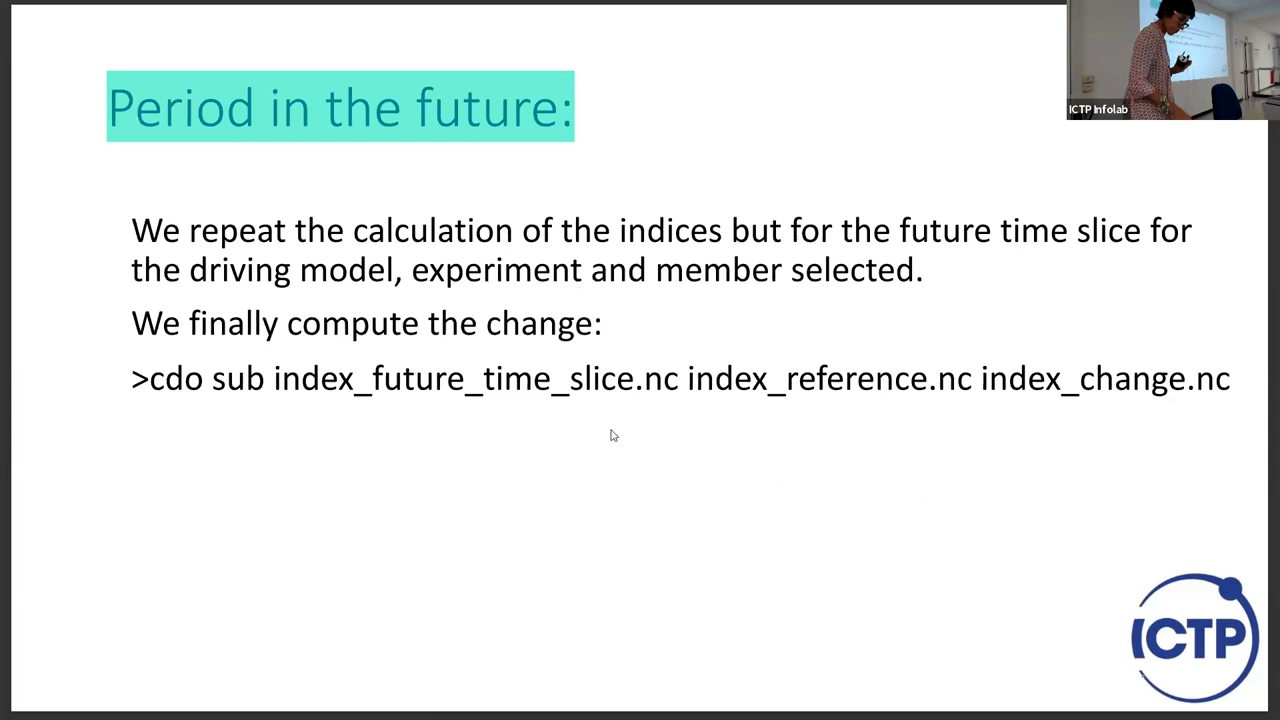 Period in the future:
ICTP Infolab
We repeat the calculation of the indices but for the future time slice for
the driving model, experiment and member selected.
We finally compute the change:
>cdo sub index_future_time_slice.nc index_reference.nc index_change.nc
ICTP